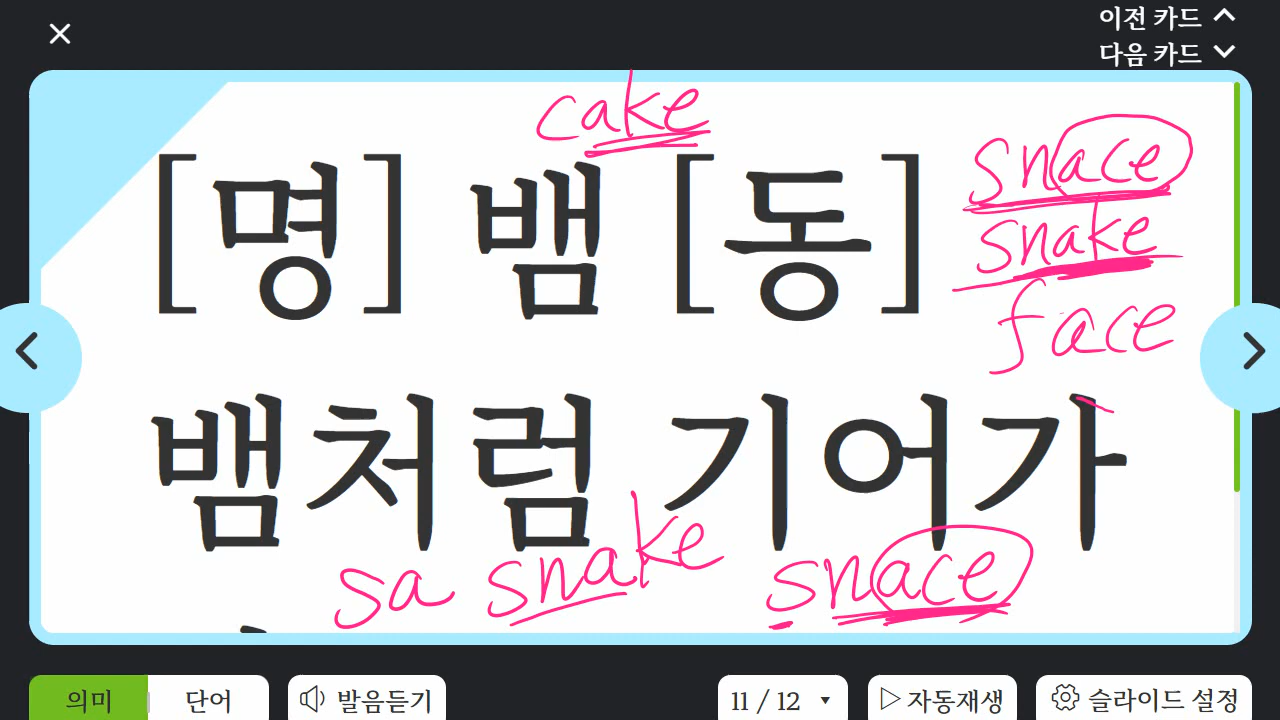 이전 카드
다음 카드
cake
[명] 뱀 [동]
snace
snake
face
뱀처럼 기어가
sa snake snace
의미 단어 발음듣기 11 / 12 자동재생 슬라이드 설정